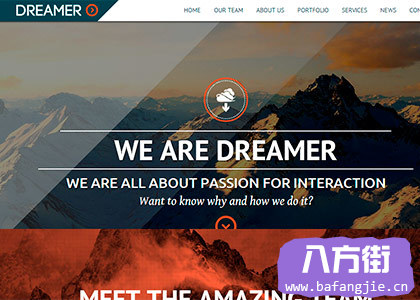 DREAMER
HOME OUR TEAM ABOUT US PORTFOLIO SERVICES NEWS
WE ARE DREAMER
WE ARE ALL ABOUT PASSION FOR INTERACTION
Want to know why and how we do it?
MEET THE AMAZING TEAM
八方街
www.bafangjie.cn